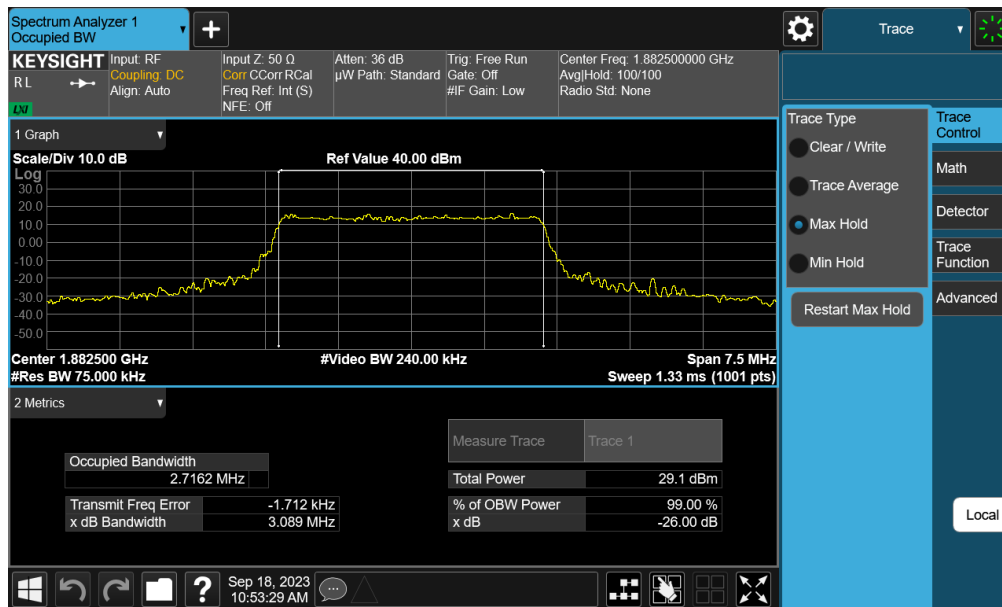 Spectrum Analyzer 1
Occupied BW
+
Trace
KEYSIGHT
R L
LXI
Input: RF
Coupling: DC
Align: Auto
Input Z: 50 Ω
Corr CCorr RCal
Freq Ref: Int (S)
NFE: Off
Atten: 36 dB
µW Path: Standard
Trig: Free Run
Gate: Off
#IF Gain: Low
Center Freq: 1.882500000 GHz
Avg|Hold: 100/100
Radio Std: None
1 Graph
Scale/Div 10.0 dB
Ref Value 40.00 dBm
Log
30.0
20.0
10.0
0.00
-10.0
-20.0
-30.0
-40.0
-50.0
Center 1.882500 GHz
#Video BW 240.00 kHz
Span 7.5 MHz
#Res BW 75.000 kHz
Sweep 1.33 ms (1001 pts)
2 Metrics
Measure Trace Trace 1
Occupied Bandwidth
2.7162 MHz
Total Power 29.1 dBm
Transmit Freq Error -1.712 kHz
% of OBW Power 99.00 %
x dB Bandwidth 3.089 MHz
x dB -26.00 dB
Trace Type
Clear / Write
Trace Average
Max Hold
Min Hold
Restart Max Hold
Trace
Control
Math
Detector
Trace
Function
Advanced
Local
?
Sep 18, 2023
10:53:29 AM